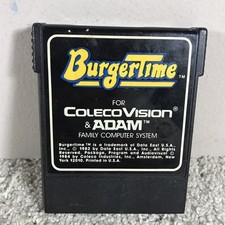 BurgerTime™
FOR
COLECOVISION®
& ADAM™
FAMILY COMPUTER SYSTEM
BurgerTime™ is a trademark of Data East U.S.A.,
Inc. © 1982 by Data East U.S.A., Inc. All Rights
Reserved. Package, Program and Audiovisual ©
1984 by Coleco Industries, Inc., Amsterdam, New
York 12010. Printed in U.S.A.